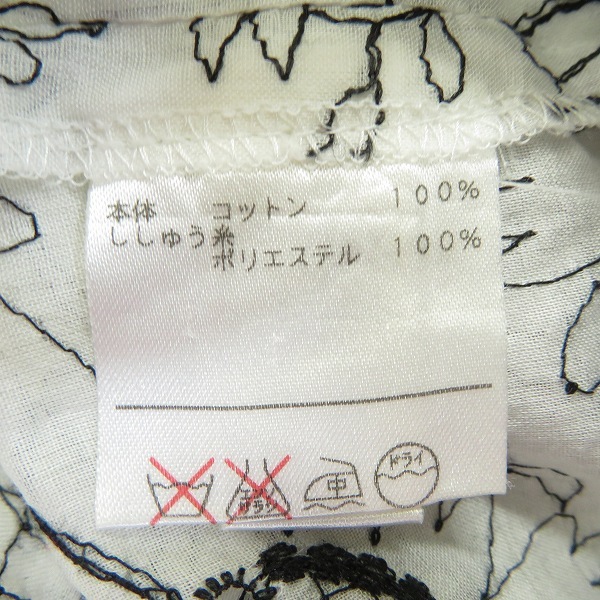 本体 コットン 100%
ししゅう糸
ポリエステル 100%
中 ドライ